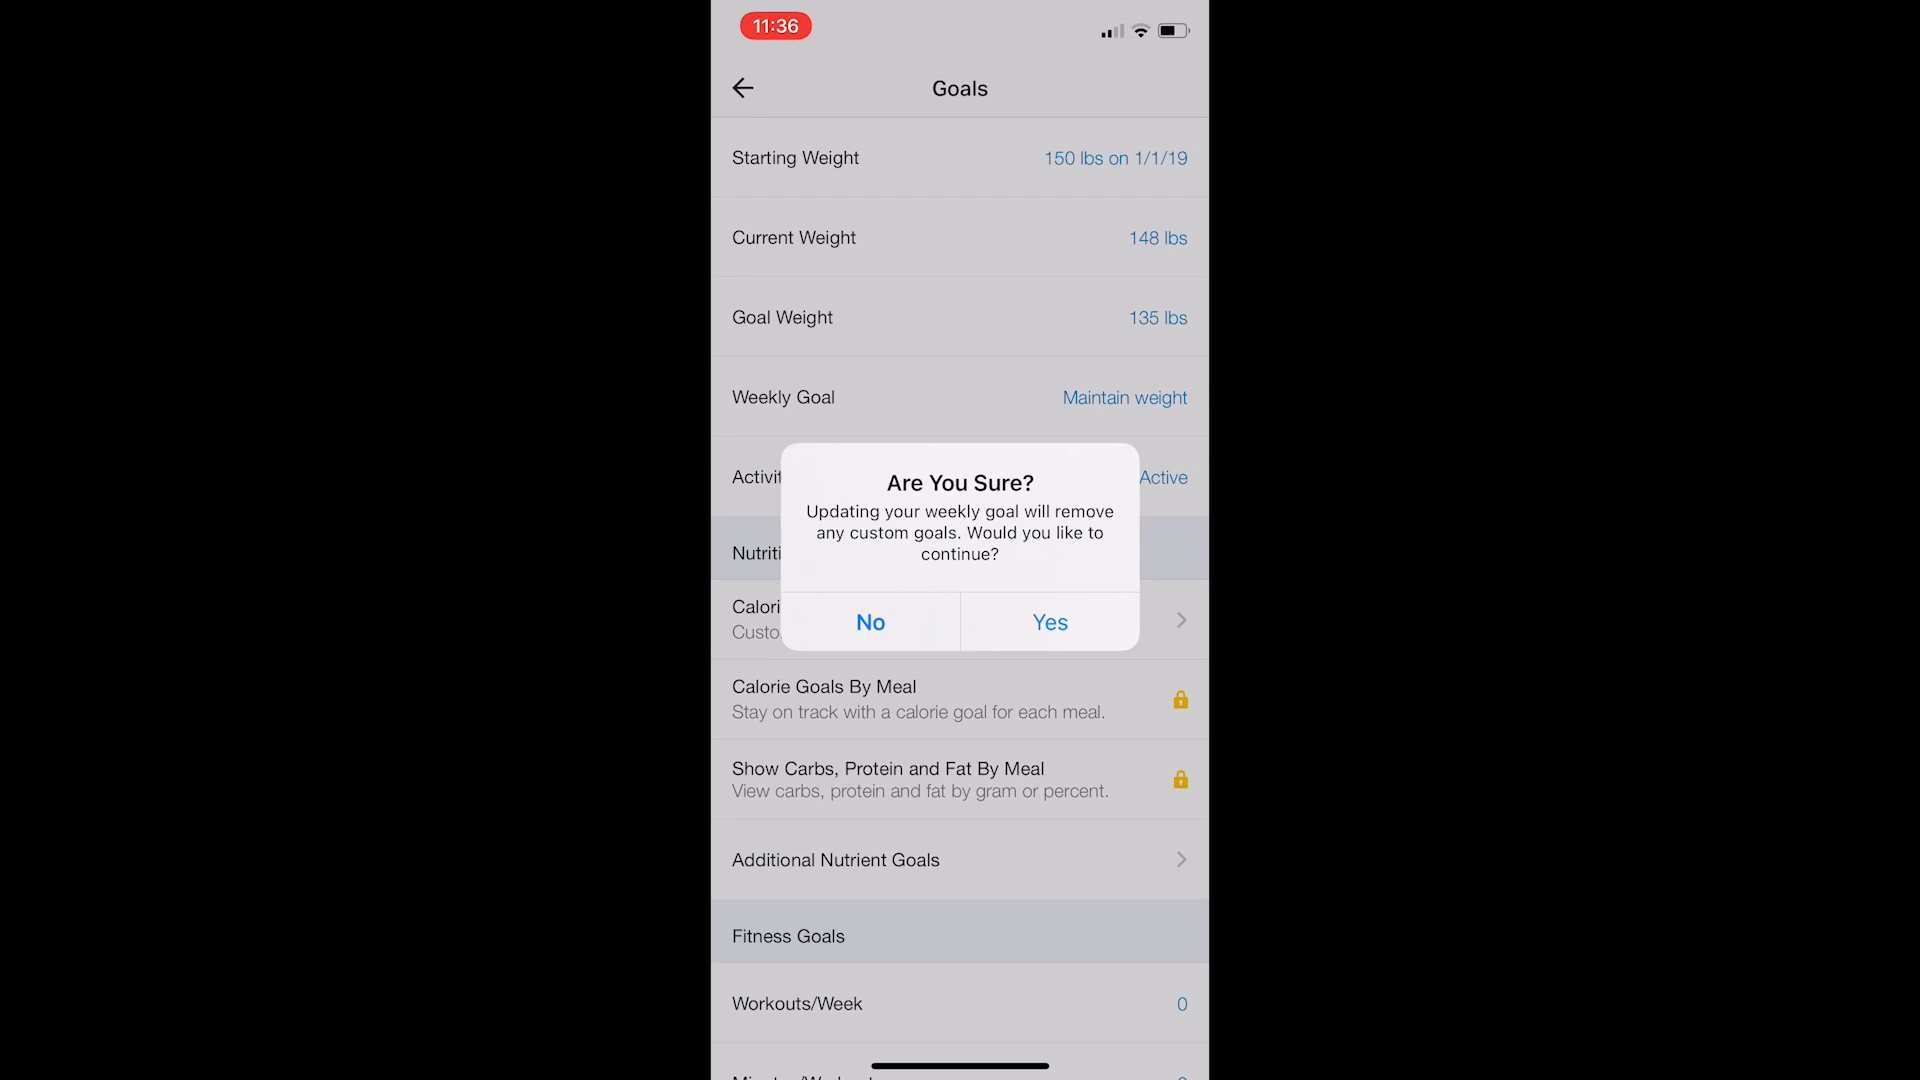 11:36
Goals
Starting Weight 150 lbs on 1/1/19
Current Weight 148 lbs
Goal Weight 135 lbs
Weekly Goal Maintain weight
Activit Active
Are You Sure?
Updating your weekly goal will remove
any custom goals. Would you like to
continue?
No Yes
Nutriti
Calori
Custo
Calorie Goals By Meal
Stay on track with a calorie goal for each meal.
Show Carbs, Protein and Fat By Meal
View carbs, protein and fat by gram or percent.
Additional Nutrient Goals
Fitness Goals
Workouts/Week 0